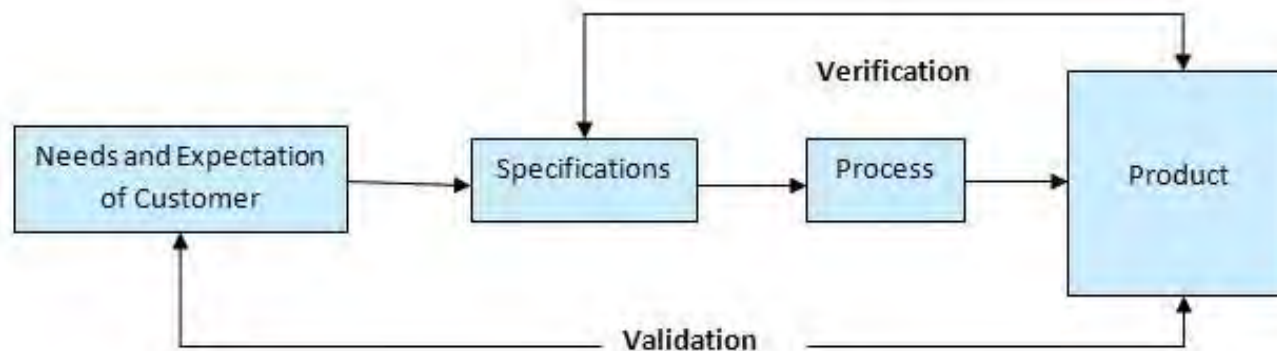 Verification
Needs and Expectation
of Customer
Specifications
Process
Product
Validation